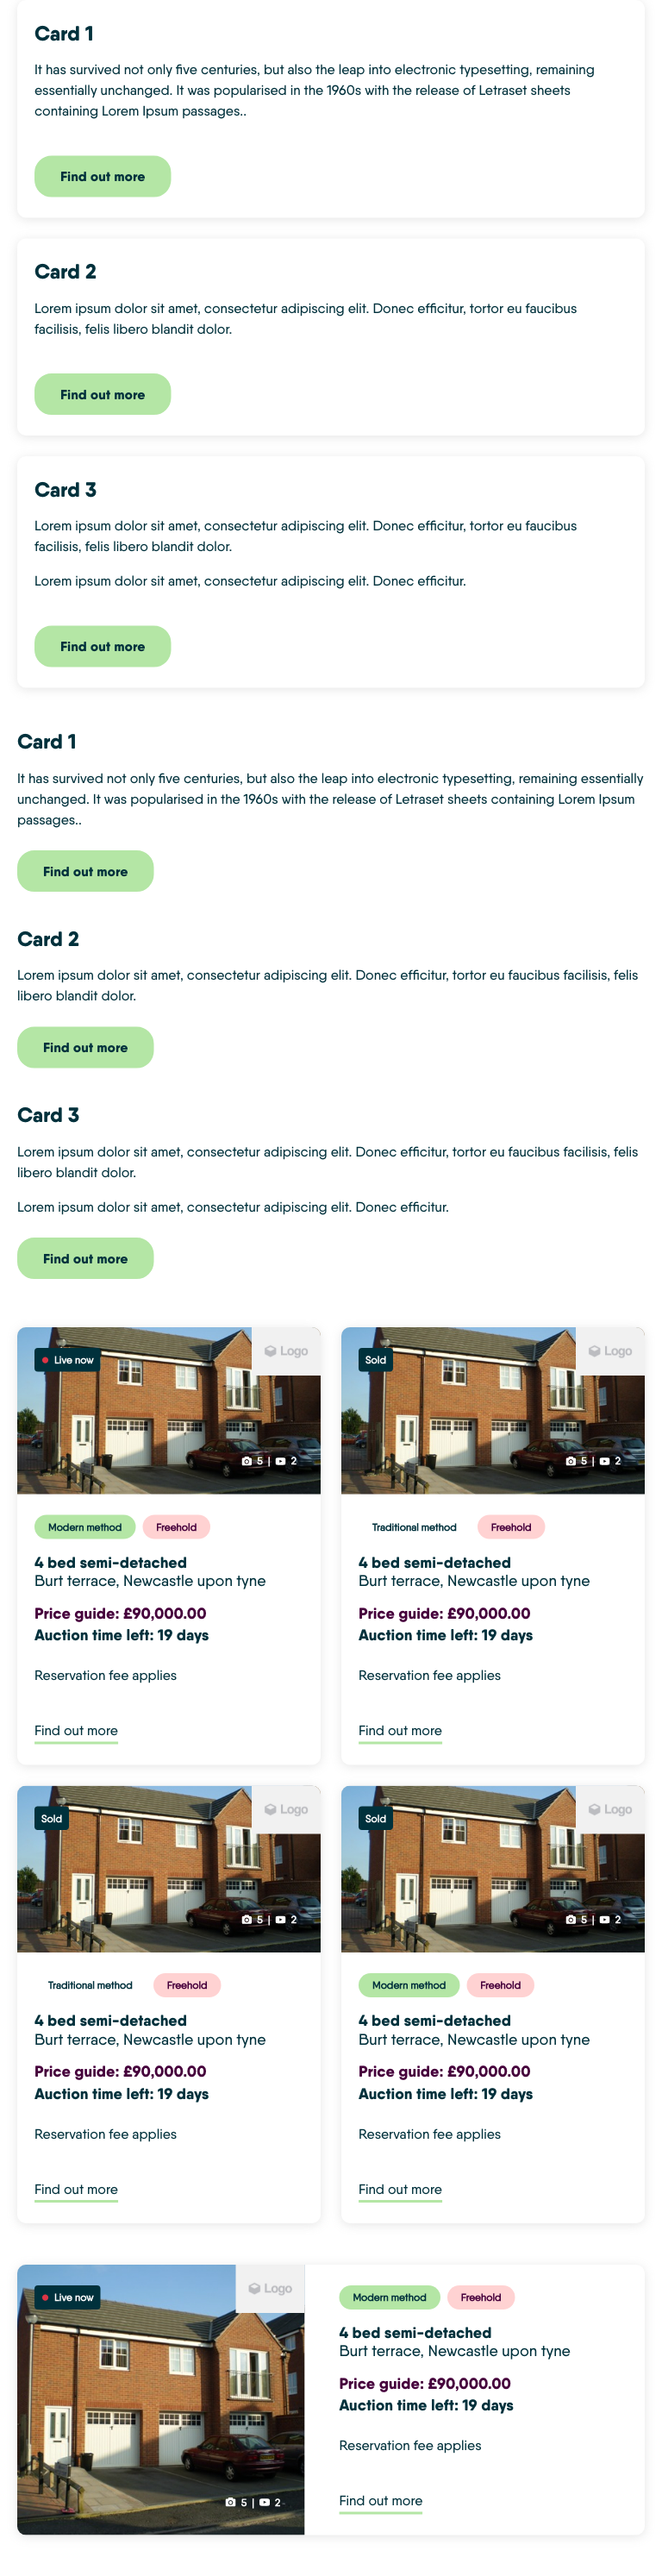 Card 1
It has survived not only five centuries, but also the leap into electronic typesetting, remaining
essentially unchanged. It was popularised in the 1960s with the release of Letraset sheets
containing Lorem Ipsum passages..
Find out more
Card 2
Lorem ipsum dolor sit amet, consectetur adipiscing elit. Donec efficitur, tortor eu faucibus
facilisis, felis libero blandit dolor.
Find out more
Card 3
Lorem ipsum dolor sit amet, consectetur adipiscing elit. Donec efficitur, tortor eu faucibus
facilisis, felis libero blandit dolor.
Lorem ipsum dolor sit amet, consectetur adipiscing elit. Donec efficitur.
Find out more
Card 1
It has survived not only five centuries, but also the leap into electronic typesetting, remaining essentially
unchanged. It was popularised in the 1960s with the release of Letraset sheets containing Lorem Ipsum
passages..
Find out more
Card 2
Lorem ipsum dolor sit amet, consectetur adipiscing elit. Donec efficitur, tortor eu faucibus facilisis, felis
libero blandit dolor.
Find out more
Card 3
Lorem ipsum dolor sit amet, consectetur adipiscing elit. Donec efficitur, tortor eu faucibus facilisis, felis
libero blandit dolor.
Lorem ipsum dolor sit amet, consectetur adipiscing elit. Donec efficitur.
Find out more
Live now
Logo
5 | 2
Modern method Freehold
4 bed semi-detached
Burt terrace, Newcastle upon tyne
Price guide: £90,000.00
Auction time left: 19 days
Reservation fee applies
Find out more
Sold
Logo
5 | 2
Traditional method Freehold
4 bed semi-detached
Burt terrace, Newcastle upon tyne
Price guide: £90,000.00
Auction time left: 19 days
Reservation fee applies
Find out more
Sold
Logo
5 | 2
Traditional method Freehold
4 bed semi-detached
Burt terrace, Newcastle upon tyne
Price guide: £90,000.00
Auction time left: 19 days
Reservation fee applies
Find out more
Sold
Logo
5 | 2
Modern method Freehold
4 bed semi-detached
Burt terrace, Newcastle upon tyne
Price guide: £90,000.00
Auction time left: 19 days
Reservation fee applies
Find out more
Live now
Logo
5 | 2
Modern method Freehold
4 bed semi-detached
Burt terrace, Newcastle upon tyne
Price guide: £90,000.00
Auction time left: 19 days
Reservation fee applies
Find out more